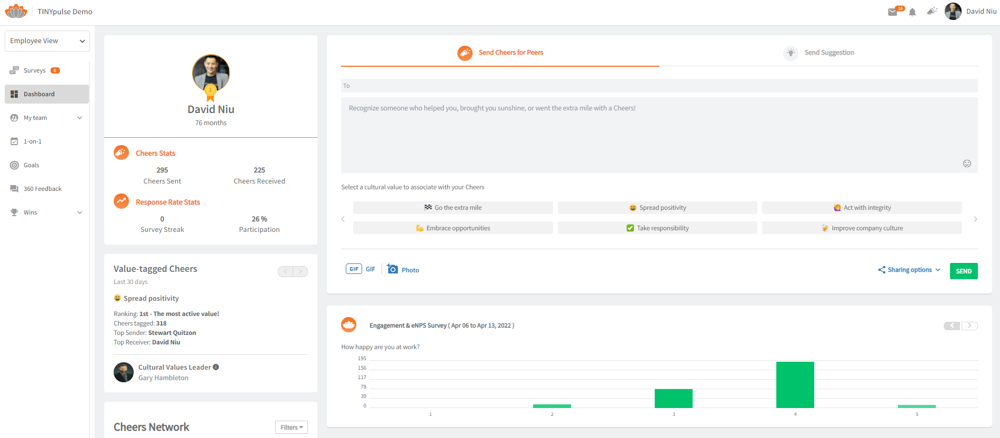 TINYpulse Demo
16
David Niu
Employee View
Surveys 6
Dashboard
My team
1-on-1
Goals
360 Feedback
Wins
1
David Niu
76 months
Cheers Stats
295 225
Cheers Sent Cheers Received
Response Rate Stats
0 26 %
Survey Streak Participation
Value-tagged Cheers
Last 30 days
Spread positivity
Ranking: 1st - The most active value!
Cheers tagged: 318
Top Sender: Stewart Quitzon
Top Receiver: David Niu
Cultural Values Leader
Gary Hambleton
Cheers Network
Filters
Send Cheers for Peers Send Suggestion
To
Recognize someone who helped you, brought you sunshine, or went the extra mile with a Cheers!
Select a cultural value to associate with your Cheers
Go the extra mile Spread positivity Act with integrity
Embrace opportunities Take responsibility Improve company culture
GIF GIF Photo Sharing options SEND
Engagement & eNPS Survey ( Apr 06 to Apr 13, 2022 )
How happy are you at work?
195
156
117
78
39
0
1 2 3 4 5